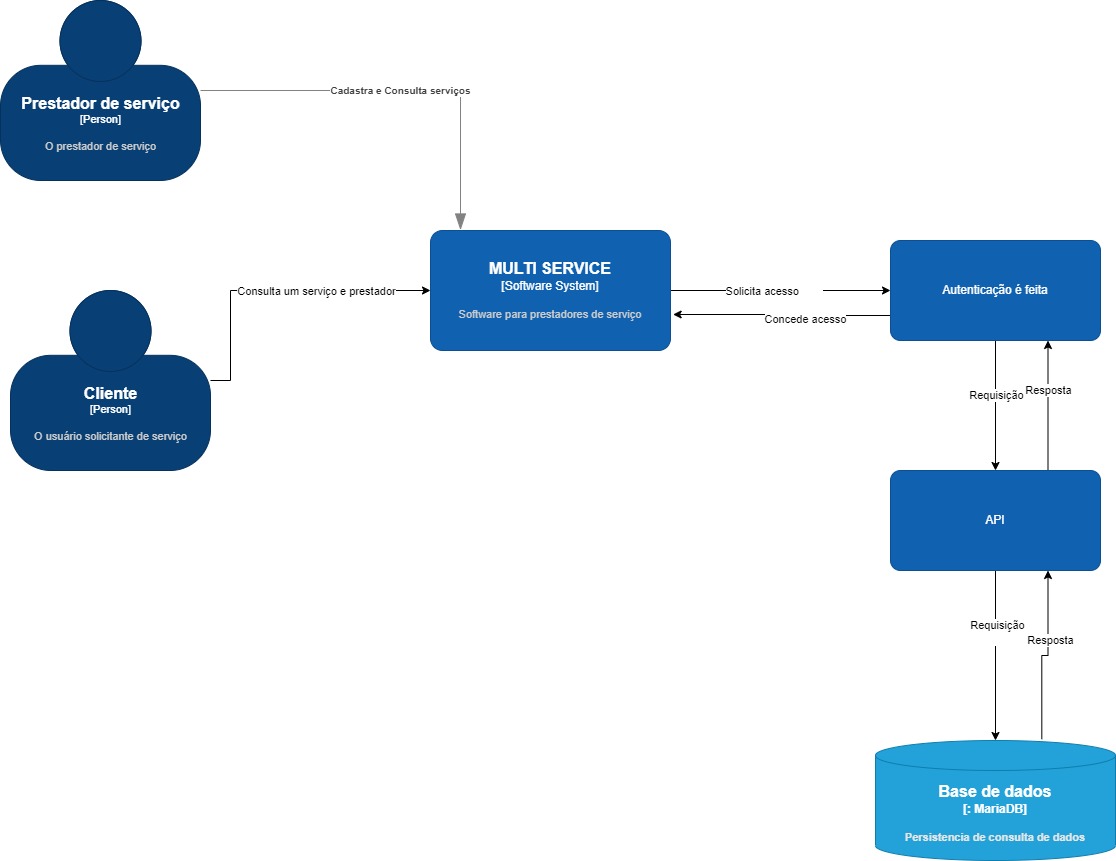 Prestador de serviço
[Person]
O prestador de serviço
Cadastra e Consulta serviços
MULTI SERVICE
[Software System]
Software para prestadores de serviço
Consulta um serviço e prestador
Cliente
[Person]
O usuário solicitante de serviço
Solicita acesso
Concede acesso
Autenticação é feita
Requisição
Resposta
API
Requisição
Resposta
Base de dados
[: MariaDB]
Persistencia de consulta de dados